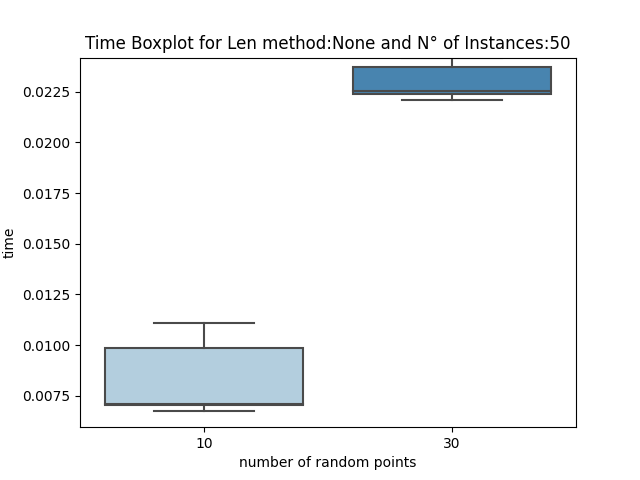 Time Boxplot for Len method:None and N° of Instances:50
0.0225
0.0200
0.0175
0.0150
0.0125
0.0100
0.0075
time
10 30
number of random points